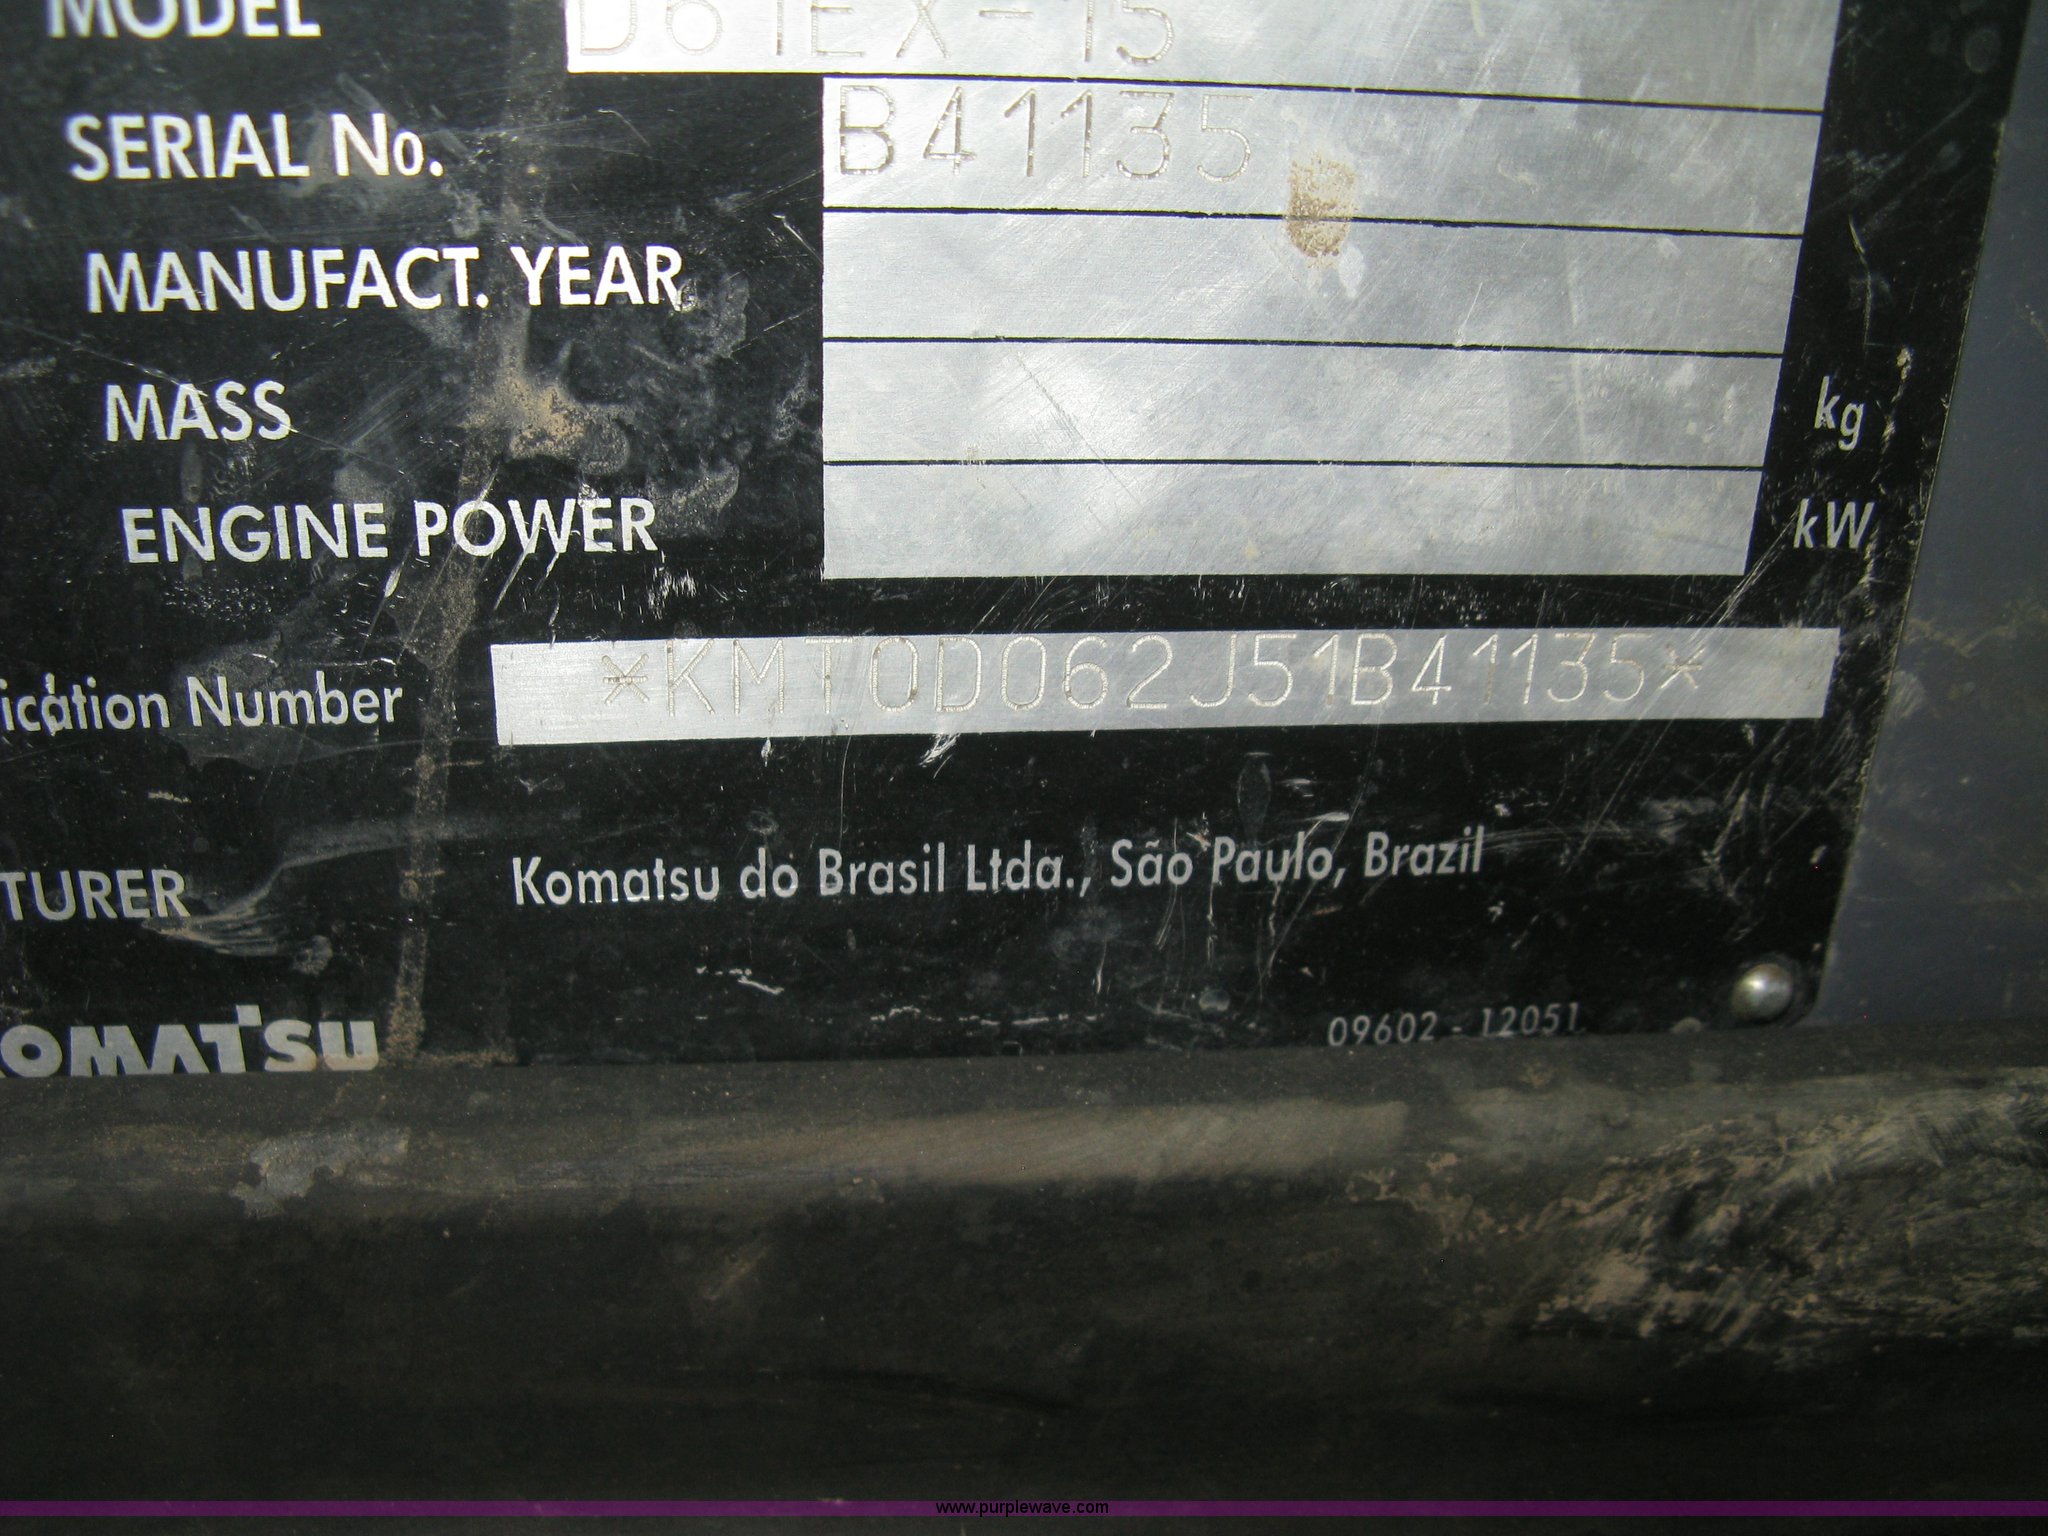 MODEL D61EX-15
SERIAL No. B41135
MANUFACT. YEAR
MASS kg
ENGINE POWER kW
ication Number *KMT0D062J51B41135*
TURER Komatsu do Brasil Ltda., São Paulo, Brazil
OMATSU
09602 - 12051
www.purplewave.com